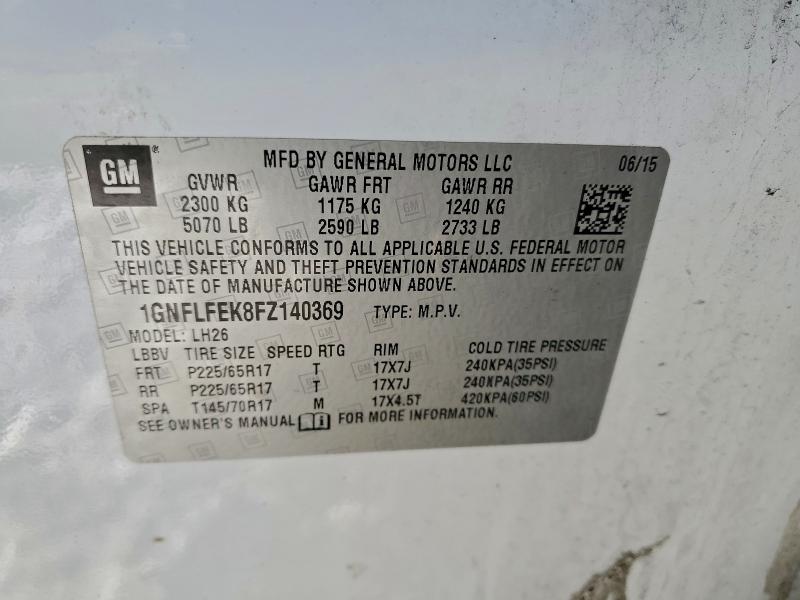 GM ® MFD BY GENERAL MOTORS LLC 06/15
GVWR GAWR FRT GAWR RR
2300 KG 1175 KG 1240 KG
5070 LB 2590 LB 2733 LB
THIS VEHICLE CONFORMS TO ALL APPLICABLE U.S. FEDERAL MOTOR
VEHICLE SAFETY AND THEFT PREVENTION STANDARDS IN EFFECT ON
THE DATE OF MANUFACTURE SHOWN ABOVE.
1GNFLFEK8FZ140369 TYPE: M.P.V.
MODEL: LH26
LBBV TIRE SIZE SPEED RTG RIM COLD TIRE PRESSURE
FRT P225/65R17 T 17X7J 240KPA(35PSI)
RR P225/65R17 T 17X7J 240KPA(35PSI)
SPA T145/70R17 M 17X4.5T 420KPA(60PSI)
SEE OWNER'S MANUAL FOR MORE INFORMATION.